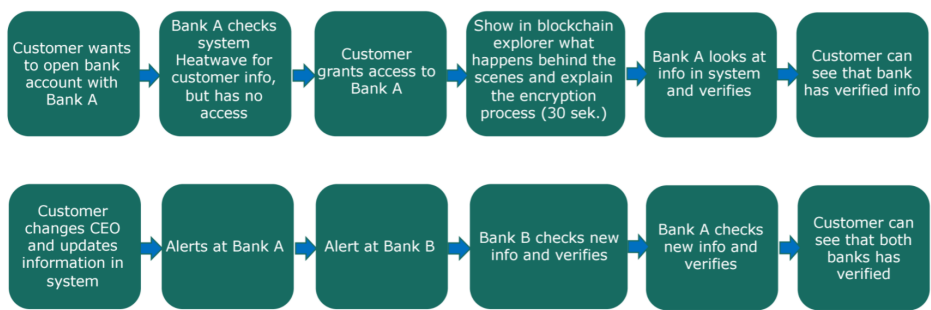 Customer wants
to open bank
account with
Bank A
Bank A checks
system
Heatwave for
customer info,
but has no
access
Customer
grants access to
Bank A
Show in blockchain
explorer what
happens behind the
scenes and explain
the encryption
process (30 sek.)
Bank A looks at
info in system
and verifies
Customer can
see that bank
has verified info
Customer
changes CEO
and updates
information in
system
Alerts at Bank A
Alert at Bank B
Bank B checks new
info and verifies
Bank A checks
new info and
verifies
Customer can
see that both
banks has
verified